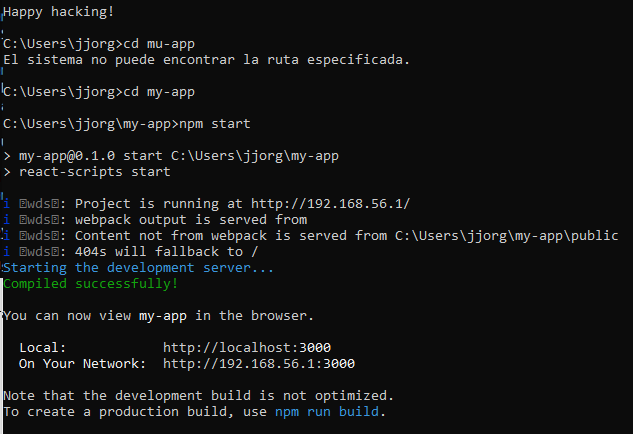 Happy hacking!
C:\Users\jjorg>cd mu-app
El sistema no puede encontrar la ruta especificada.
C:\Users\jjorg>cd my-app
C:\Users\jjorg\my-app>npm start
> my-app@0.1.0 start C:\Users\jjorg\my-app
> react-scripts start
i ⍰wds⍰: Project is running at http://192.168.56.1/
i ⍰wds⍰: webpack output is served from
i ⍰wds⍰: Content not from webpack is served from C:\Users\jjorg\my-app\public
i ⍰wds⍰: 404s will fallback to /
Starting the development server...
Compiled successfully!
You can now view my-app in the browser.
Local: http://localhost:3000
On Your Network: http://192.168.56.1:3000
Note that the development build is not optimized.
To create a production build, use npm run build.